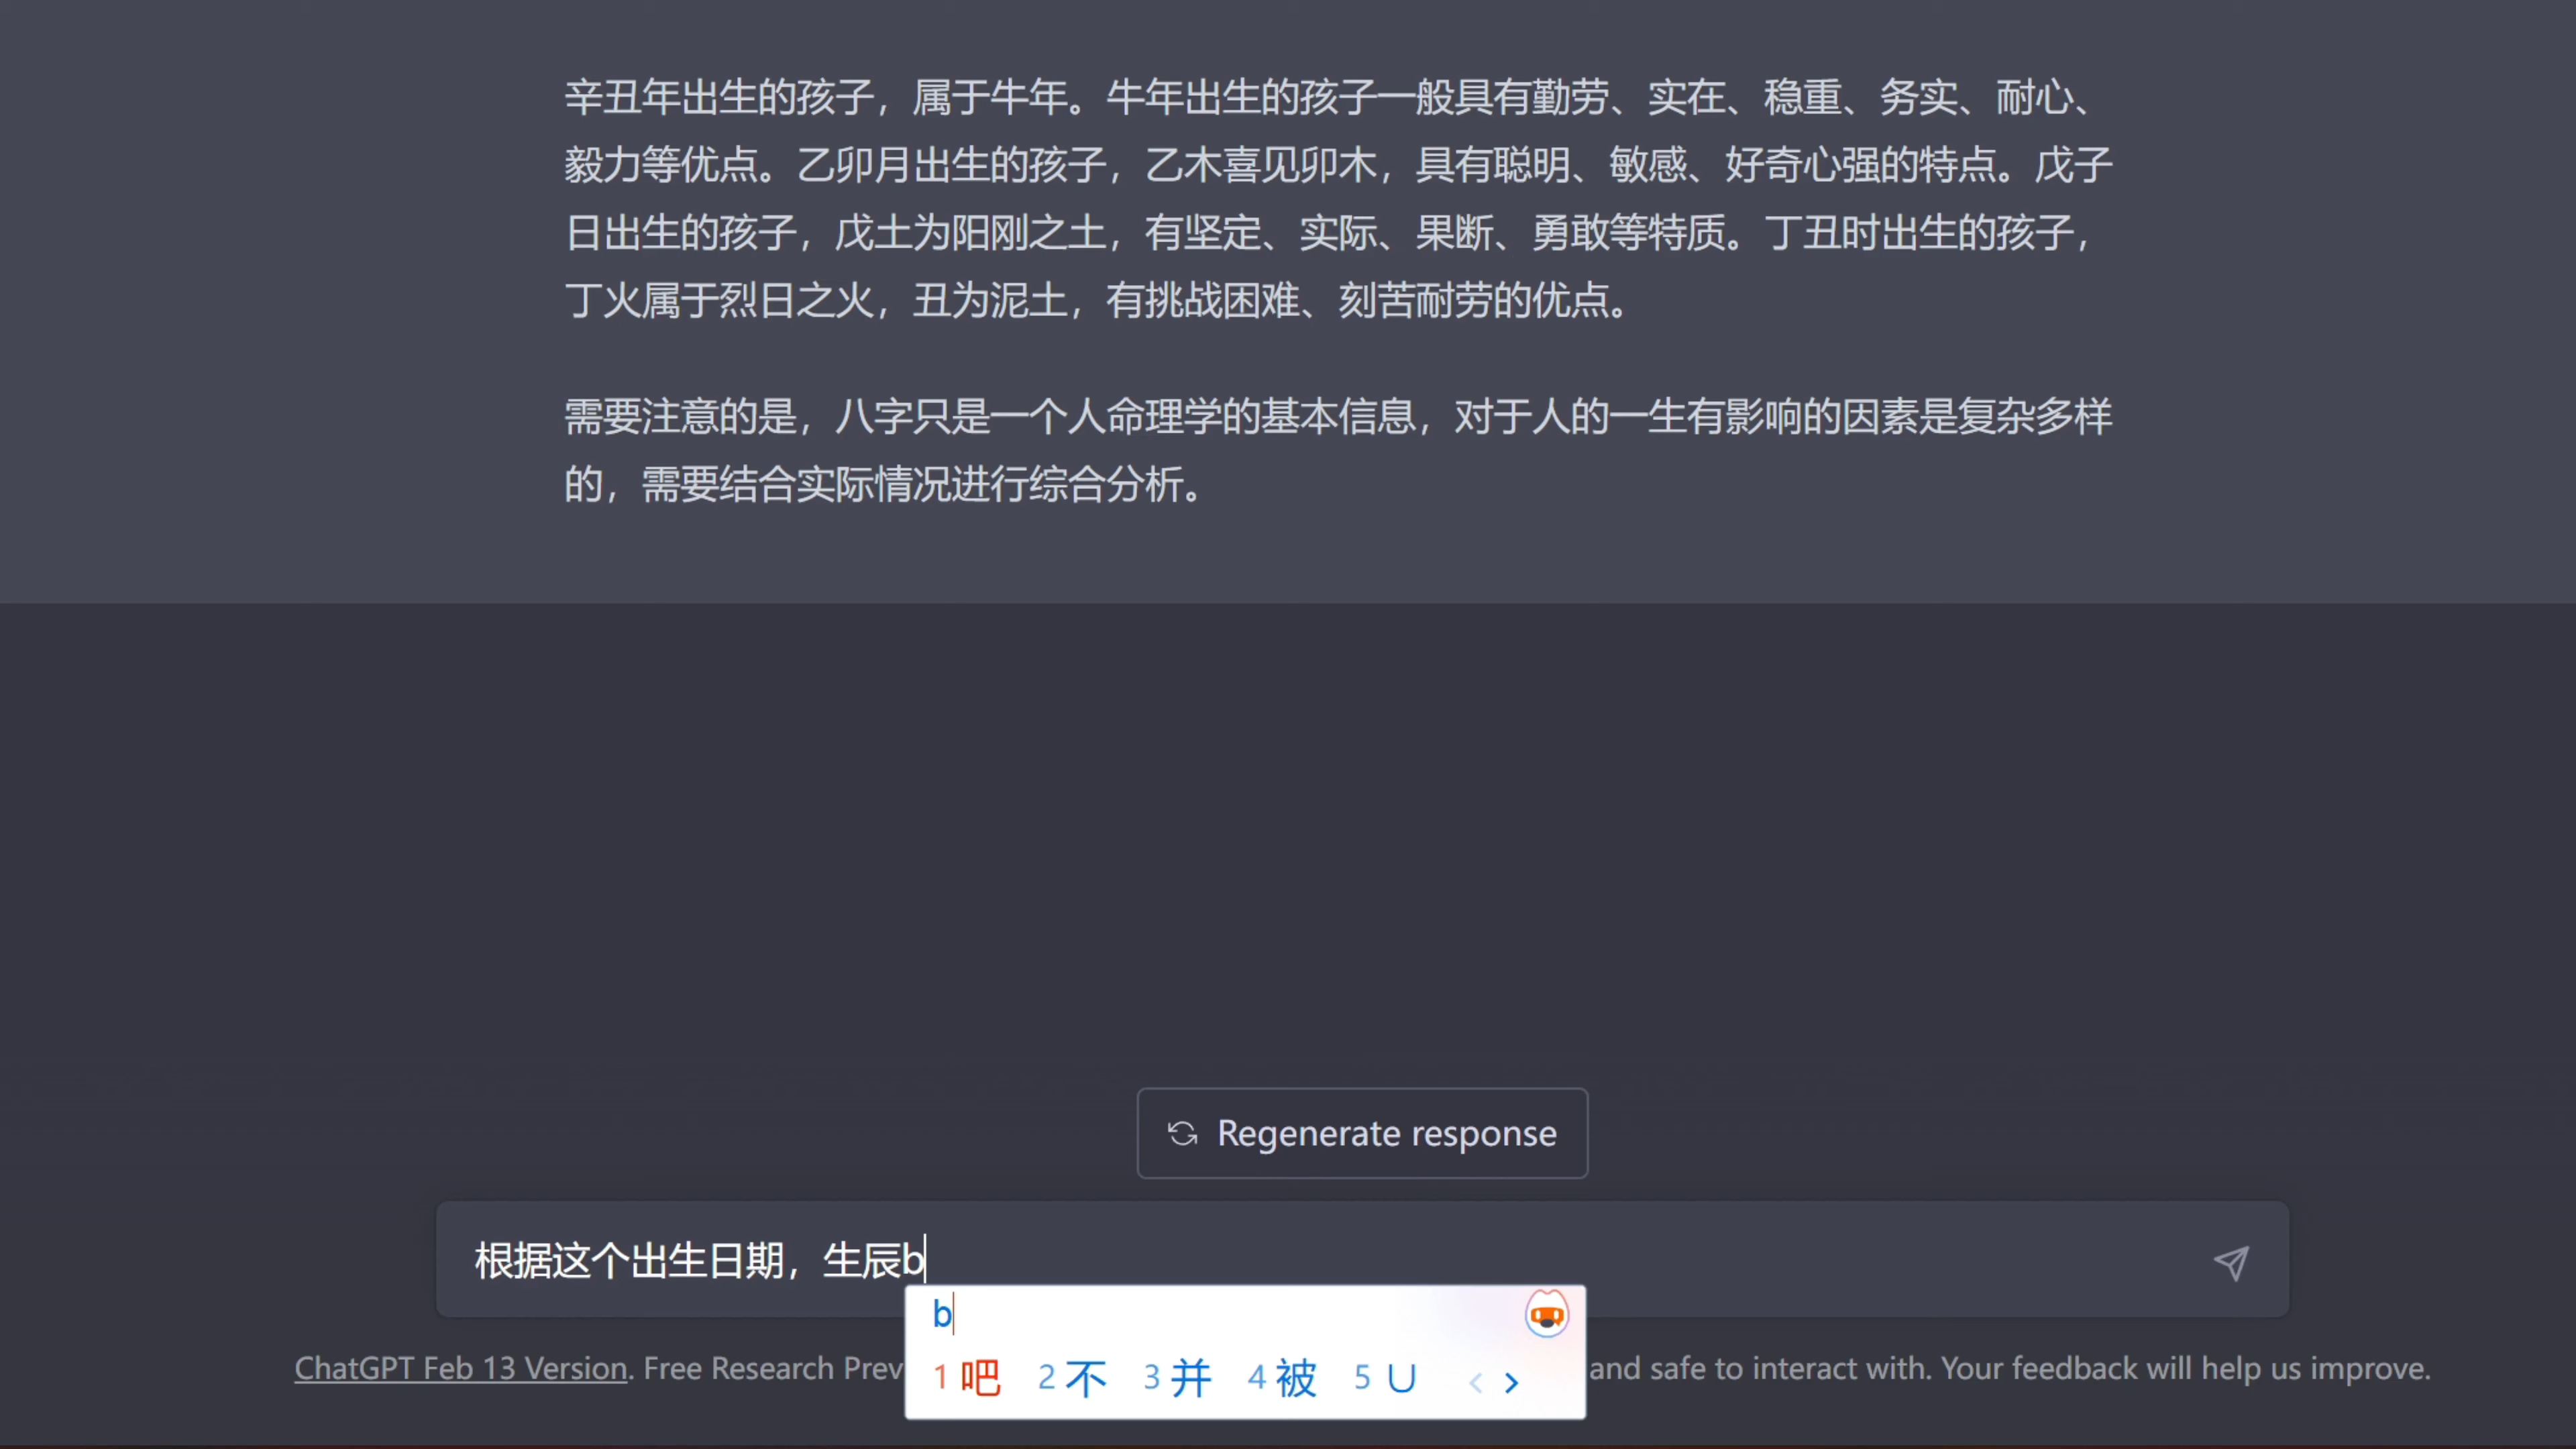 辛丑年出生的孩子，属于牛年。牛年出生的孩子一般具有勤劳、实在、稳重、务实、耐心、
毅力等优点。乙卯月出生的孩子，乙木喜见卯木，具有聪明、敏感、好奇心强的特点。戊子
日出生的孩子，戊土为阳刚之土，有坚定、实际、果断、勇敢等特质。丁丑时出生的孩子，
丁火属于烈日之火，丑为泥土，有挑战困难、刻苦耐劳的优点。
需要注意的是，八字只是一个人命理学的基本信息，对于人的一生有影响的因素是复杂多样
的，需要结合实际情况进行综合分析。
Regenerate response
根据这个出生日期，生辰b
b
1 吧 2 不 3 并 4 被 5 U < >
ChatGPT Feb 13 Version. Free Research Prev and safe to interact with. Your feedback will help us improve.